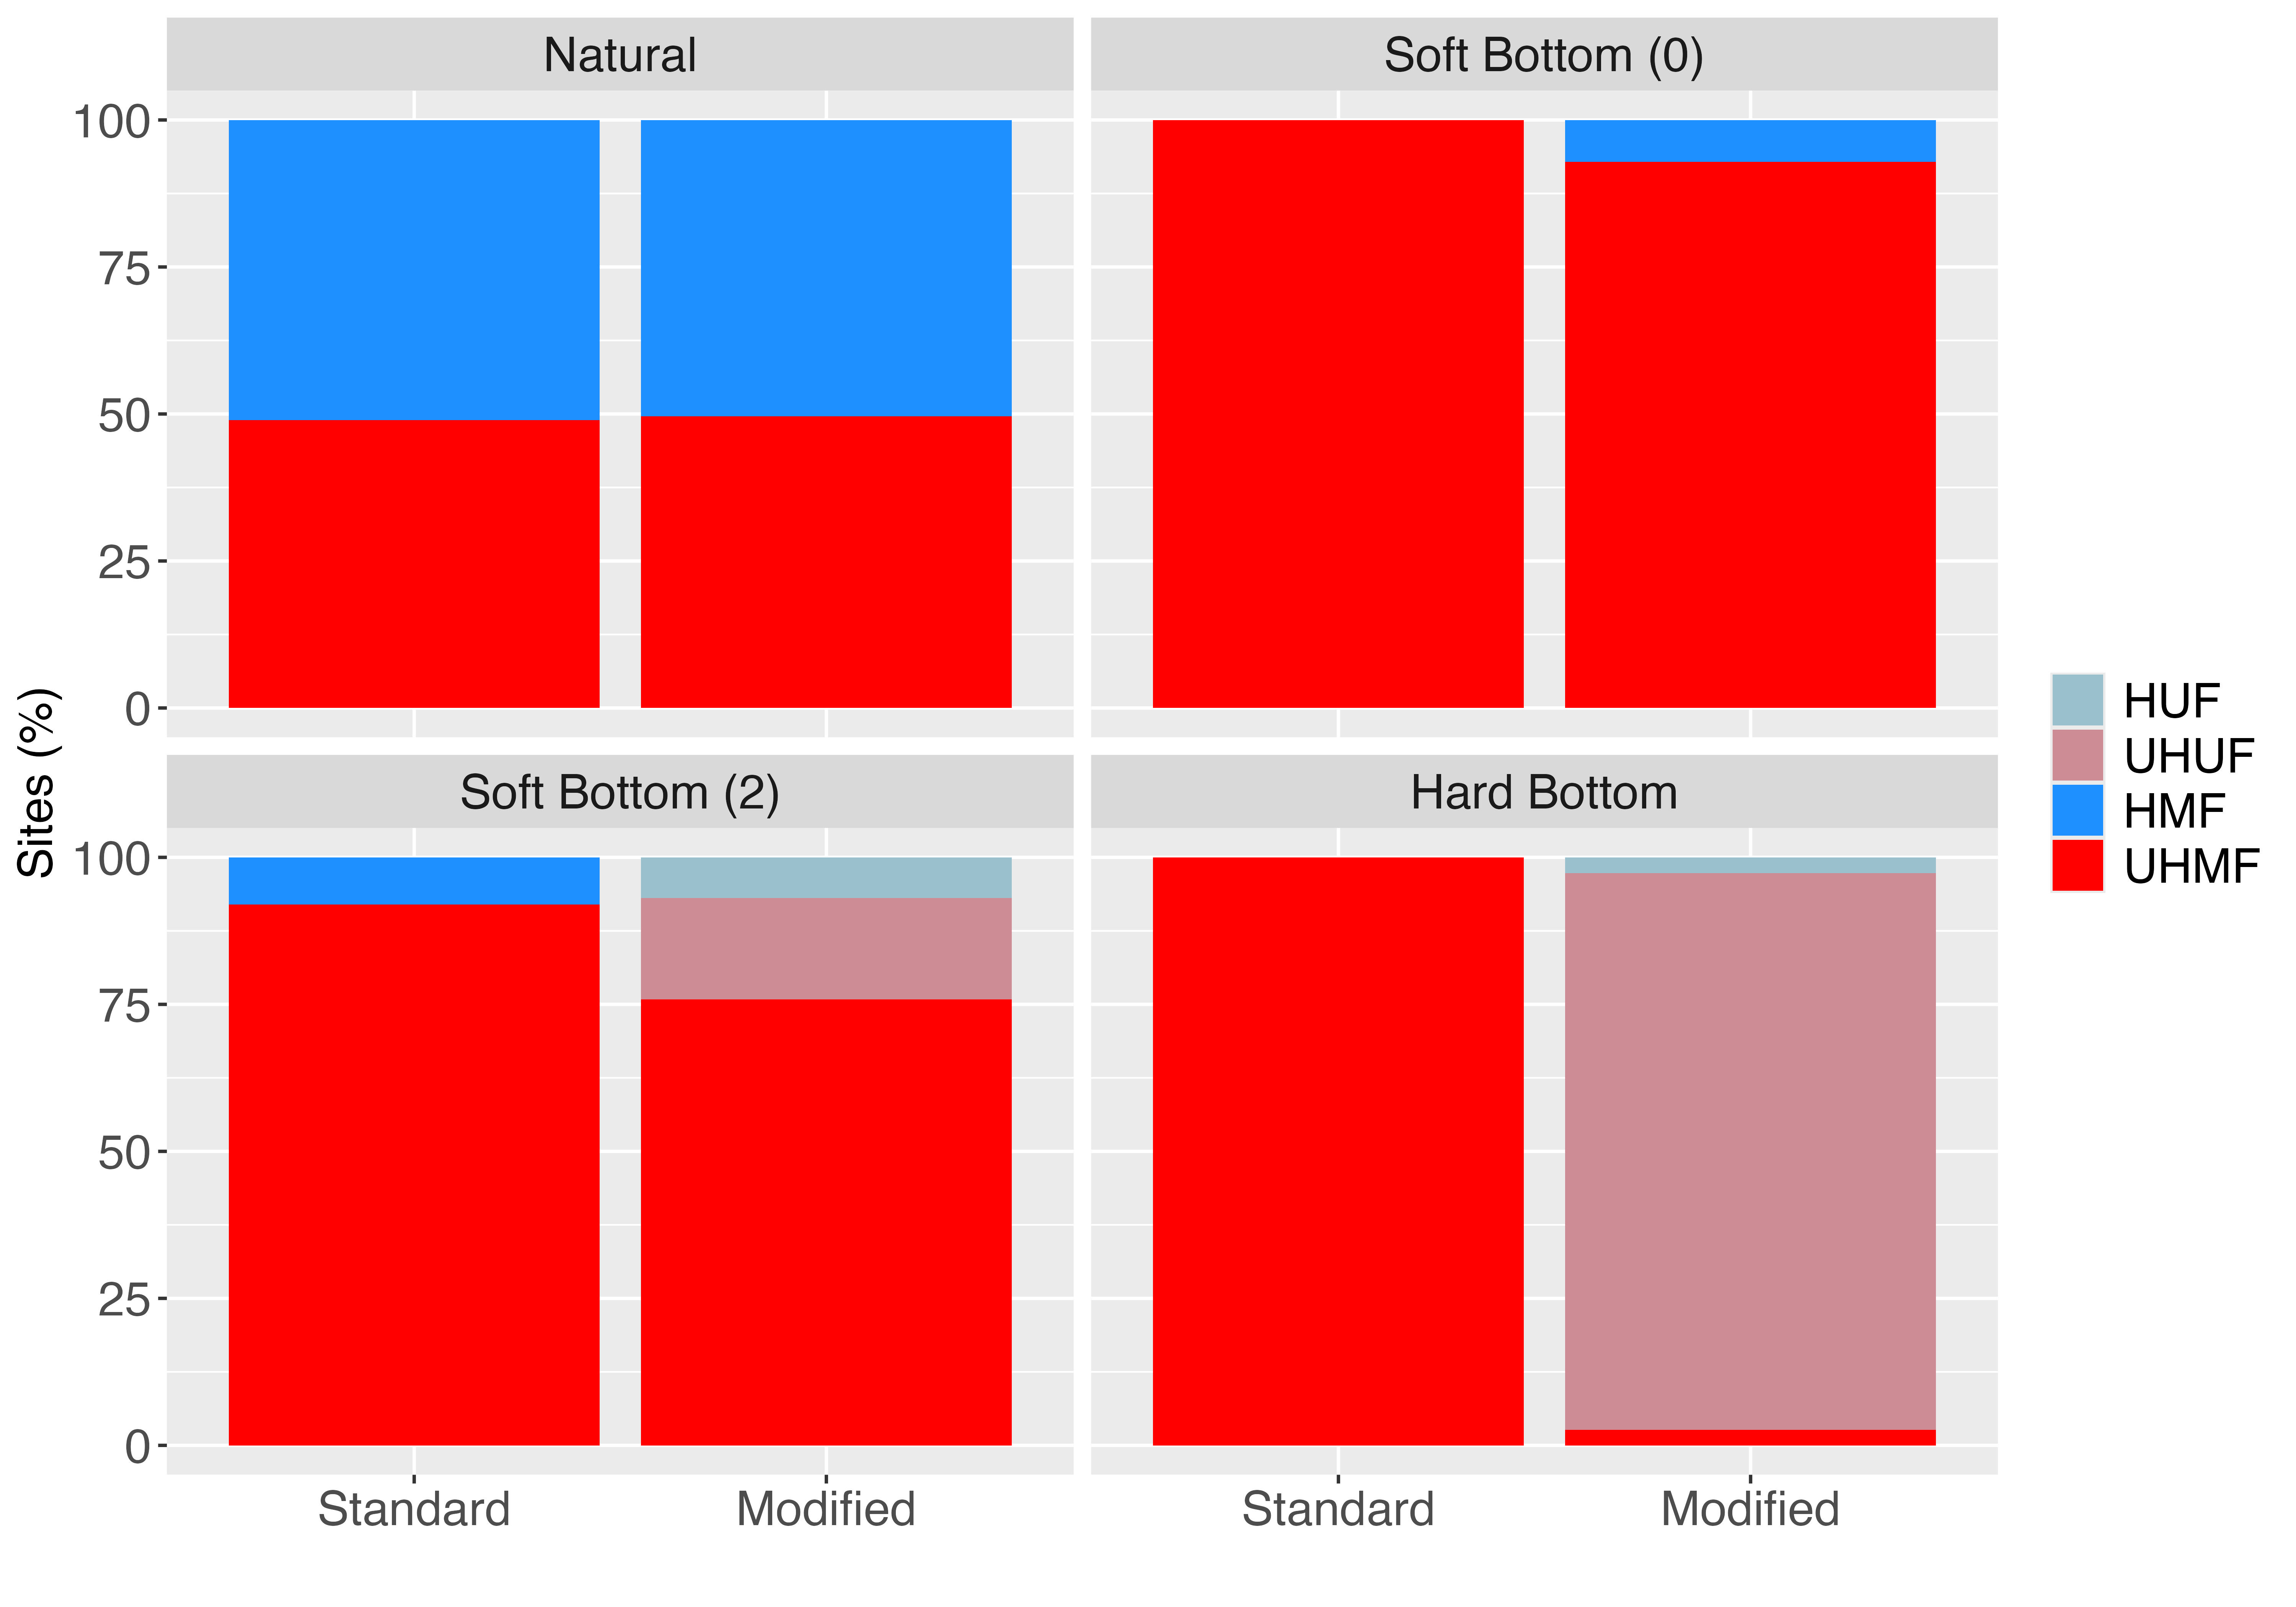 Natural
Soft Bottom (0)
100
75
50
25
0
Sites (%)
Soft Bottom (2)
Hard Bottom
100
75
50
25
0
Standard
Modified
Standard
Modified
HUF
UHUF
HMF
UHMF